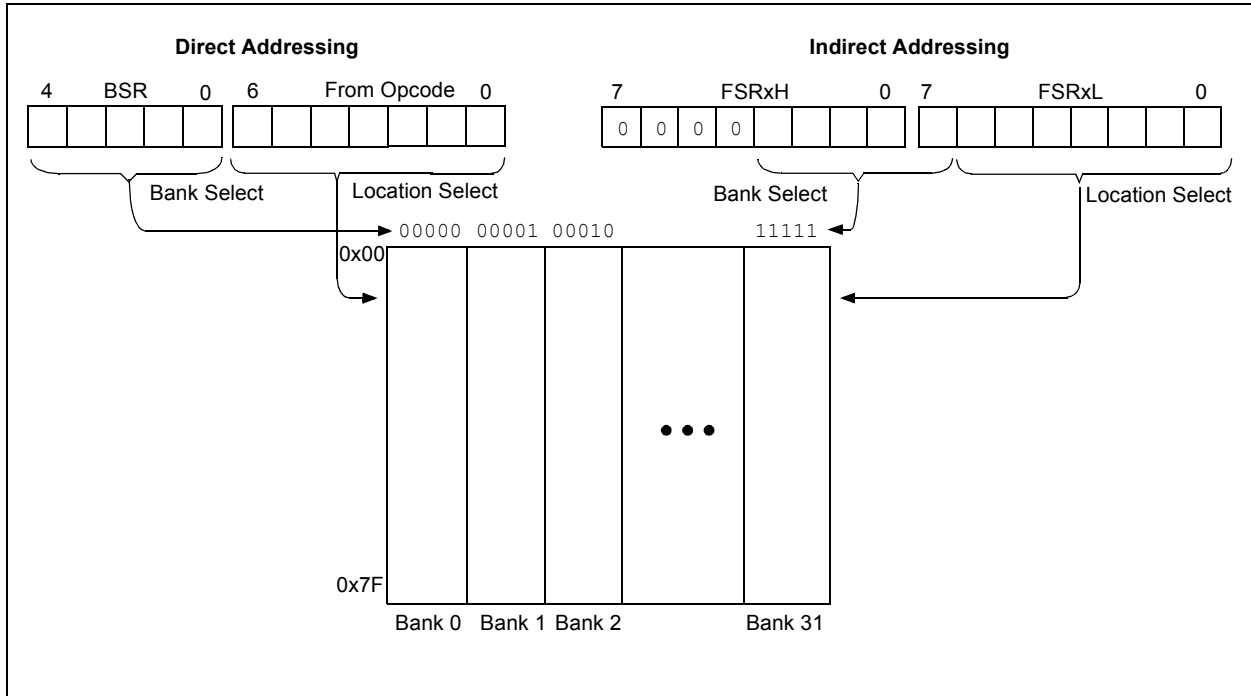 Direct Addressing
Indirect Addressing
4 BSR 0 6 From Opcode 0
7 FSRxH 0 7 FSRxL 0
0 0 0 0
Bank Select
Location Select
Bank Select
Location Select
00000 00001 00010 11111
0x00
0x7F
Bank 0 Bank 1 Bank 2 Bank 31